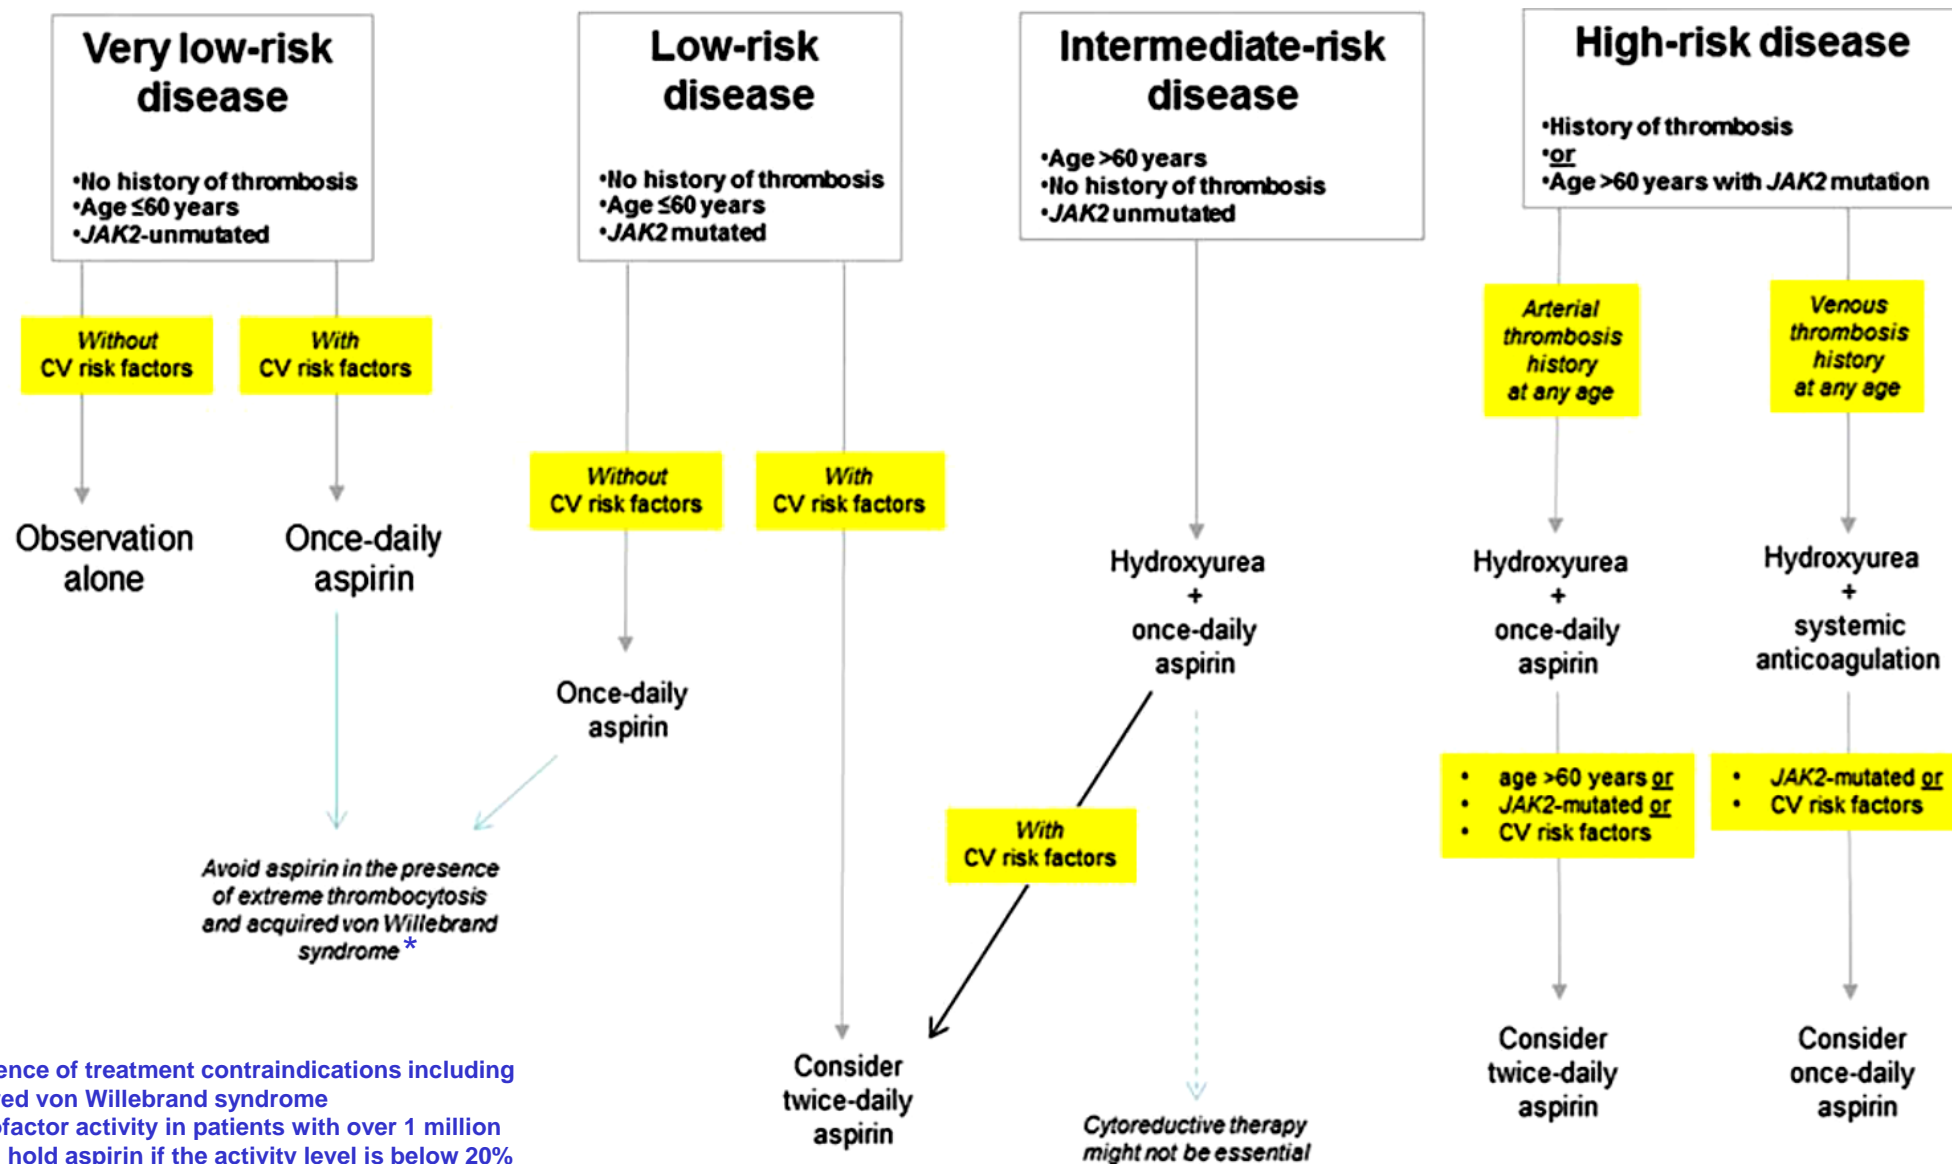 Very low-risk
disease
•No history of thrombosis
•Age ≤60 years
•JAK2-unmutated
Without
CV risk factors
With
CV risk factors
Observation
alone
Once-daily
aspirin
Low-risk
disease
•No history of thrombosis
•Age ≤60 years
•JAK2 mutated
Without
CV risk factors
With
CV risk factors
Once-daily
aspirin
Avoid aspirin in the presence
of extreme thrombocytosis
and acquired von Willebrand
syndrome *
Consider
twice-daily
aspirin
Intermediate-risk
disease
•Age >60 years
•No history of thrombosis
•JAK2 unmutated
Hydroxyurea
+
once-daily
aspirin
With
CV risk factors
Cytoreductive therapy
might not be essential
High-risk disease
•History of thrombosis
•or
•Age >60 years with JAK2 mutation
Arterial
thrombosis
history
at any age
Hydroxyurea
+
once-daily
aspirin
• age >60 years or
• JAK2-mutated or
• CV risk factors
Consider
twice-daily
aspirin
Venous
thrombosis
history
at any age
Hydroxyurea
+
systemic
anticoagulation
• JAK2-mutated or
• CV risk factors
Consider
once-daily
aspirin
of treatment contraindications including
von Willebrand syndrome
activity in patients with over 1 million
hold aspirin if the activity level is below 20%